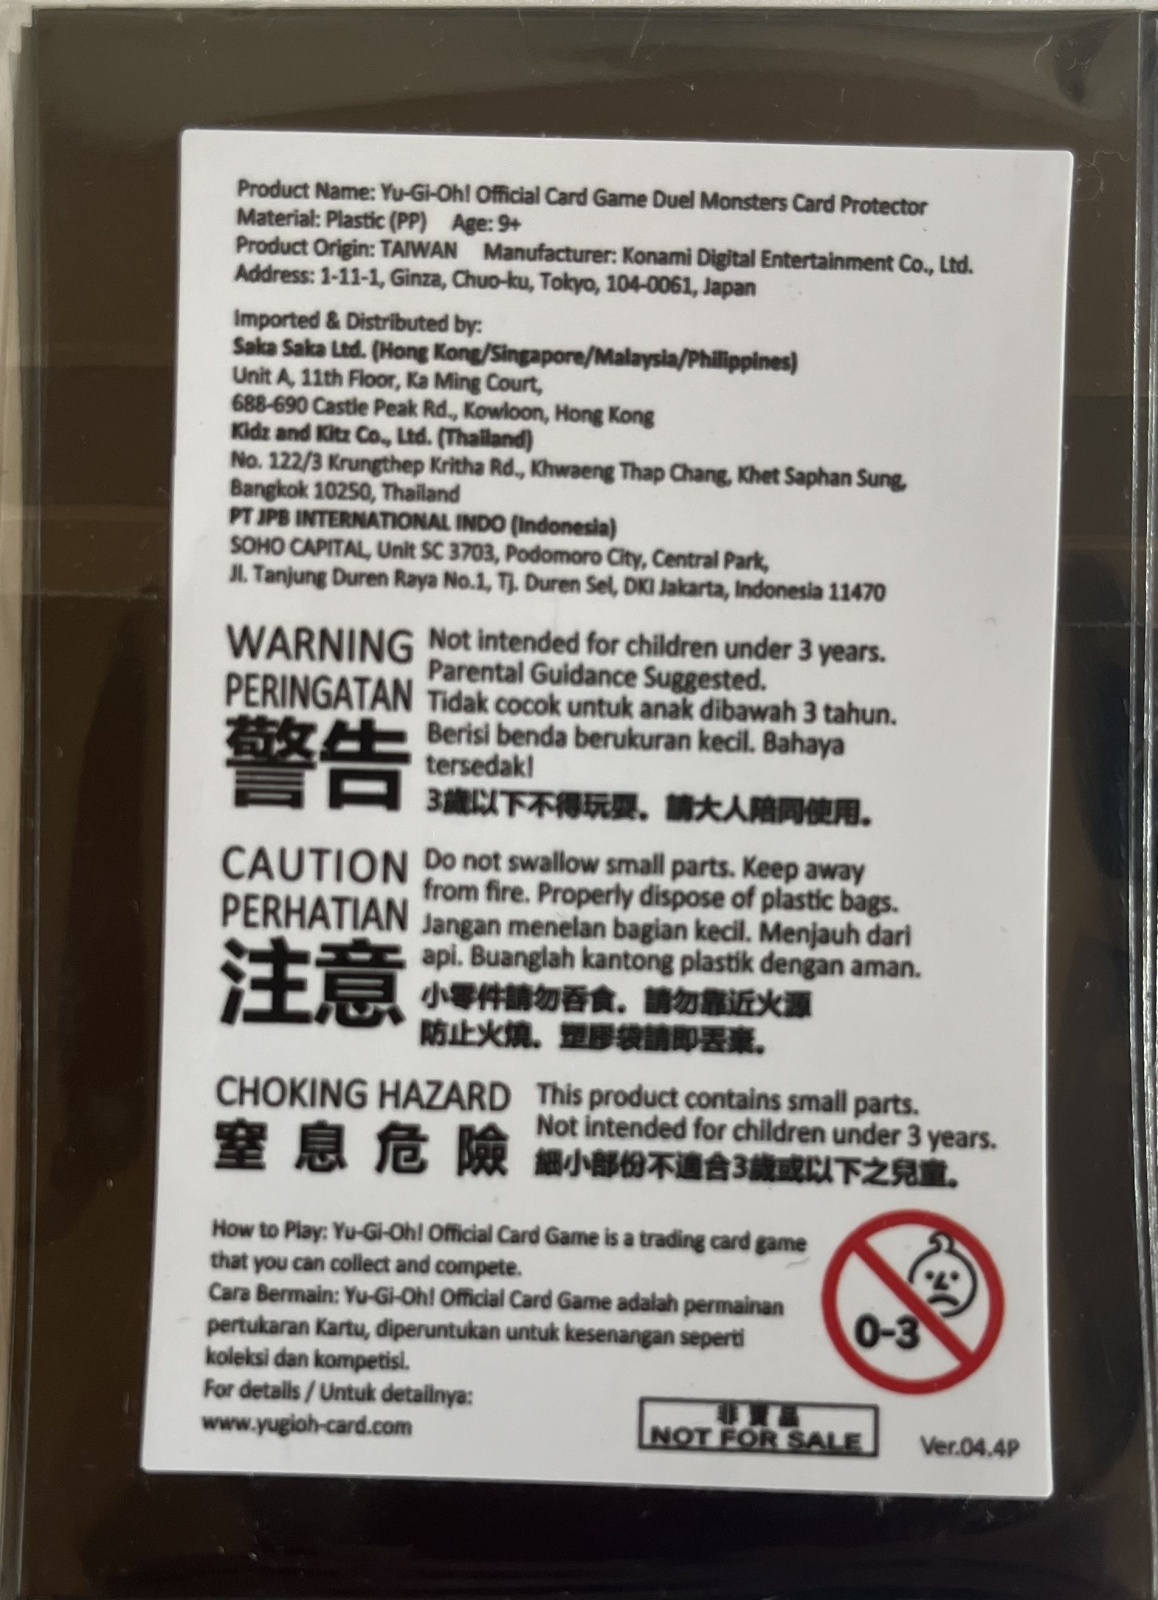 Product Name: Yu-Gi-Oh! Official Card Game Duel Monsters Card Protector
Material: Plastic (PP) Age: 9+
Product Origin: TAIWAN Manufacturer: Konami Digital Entertainment Co., Ltd.
Address: 1-11-1, Ginza, Chuo-ku, Tokyo, 104-0061, Japan
Imported & Distributed by:
Saka Saka Ltd. (Hong Kong/Singapore/Malaysia/Philippines)
Unit A, 11th Floor, Ka Ming Court,
688-690 Castle Peak Rd., Kowloon, Hong Kong
Kidz and Kitz Co., Ltd. (Thailand)
No. 122/3 Krungthep Kritha Rd., Khwaeng Thap Chang, Khet Saphan Sung,
Bangkok 10250, Thailand
PT JPB INTERNATIONAL INDO (Indonesia)
SOHO CAPITAL, Unit SC 3703, Podomoro City, Central Park,
Jl. Tanjung Duren Raya No.1, Tj. Duren Sel, DKI Jakarta, Indonesia 11470
WARNING
PERINGATAN
警告
Not intended for children under 3 years.
Parental Guidance Suggested.
Tidak cocok untuk anak dibawah 3 tahun.
Berisi benda berukuran kecil. Bahaya
tersedak!
3歲以下不得玩耍。請大人陪同使用。
CAUTION
PERHATIAN
注意
Do not swallow small parts. Keep away
from fire. Properly dispose of plastic bags.
Jangan menelan bagian kecil. Menjauh dari
api. Buanglah kantong plastik dengan aman.
小零件請勿吞食。請勿靠近火源
防止火燒。塑膠袋請即丟棄。
CHOKING HAZARD
窒息危險
This product contains small parts.
Not intended for children under 3 years.
細小部份不適合3歲或以下之兒童。
How to Play: Yu-Gi-Oh! Official Card Game is a trading card game
that you can collect and compete.
Cara Bermain: Yu-Gi-Oh! Official Card Game adalah permainan
pertukaran Kartu, diperuntukan untuk kesenangan seperti
koleksi dan kompetisi.
For details / Untuk detailnya:
www.yugioh-card.com
0-3
非賣品
NOT FOR SALE
Ver.04.4P